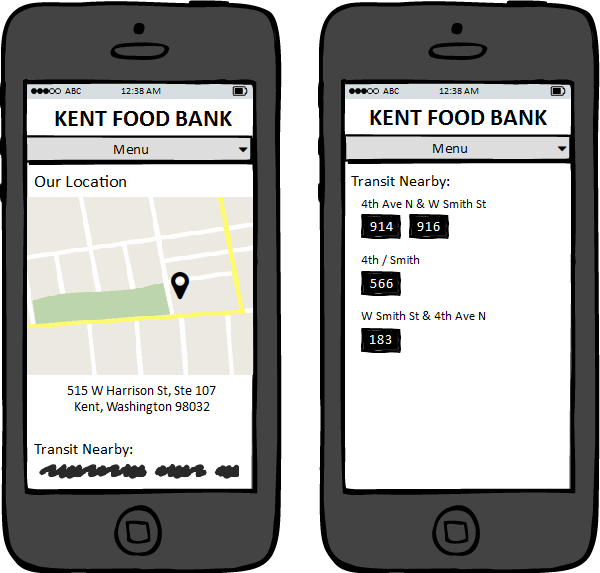 ABC 12:38 AM
KENT FOOD BANK
Menu
Our Location
515 W Harrison St, Ste 107
Kent, Washington 98032
Transit Nearby:
ABC 12:38 AM
KENT FOOD BANK
Menu
Transit Nearby:
4th Ave N & W Smith St
914 916
4th / Smith
566
W Smith St & 4th Ave N
183